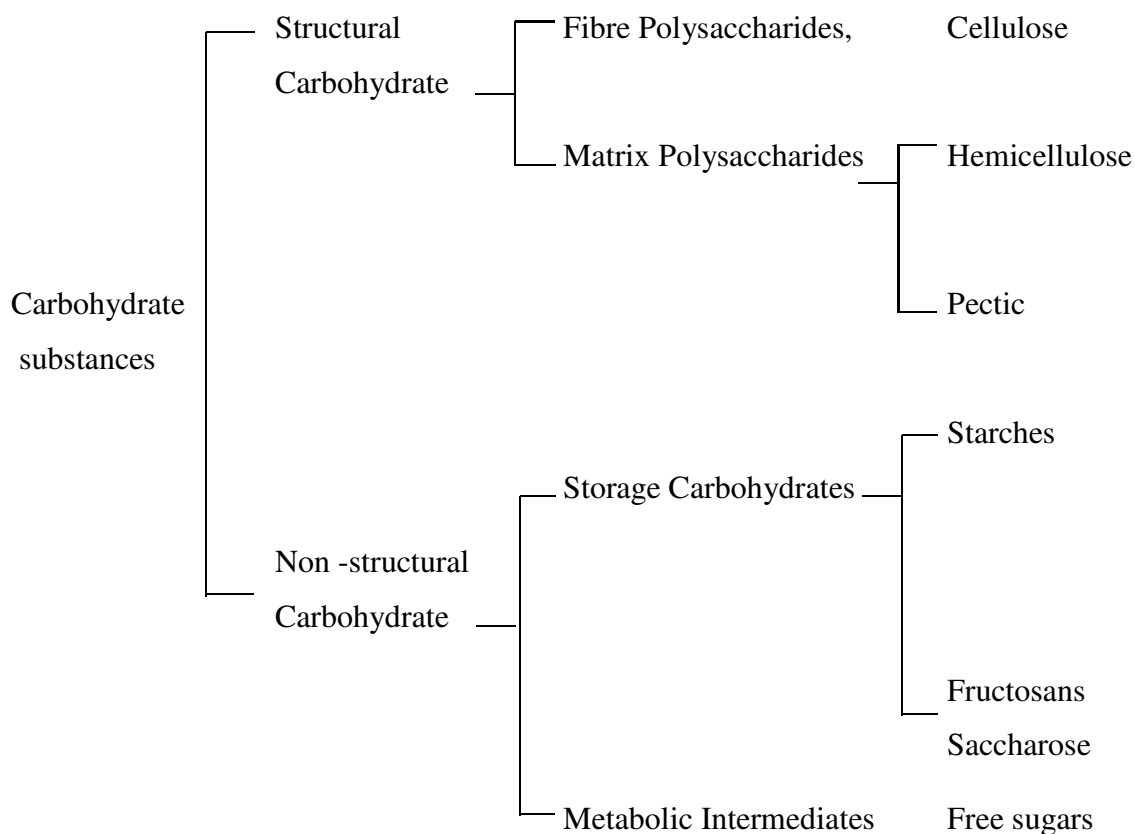 Structural
Carbohydrate
Fibre Polysaccharides,
Cellulose
Matrix Polysaccharides
Hemicellulose
Pectic
Carbohydrate
substances
Non -structural
Carbohydrate
Storage Carbohydrates
Starches
Fructosans
Saccharose
Metabolic Intermediates
Free sugars